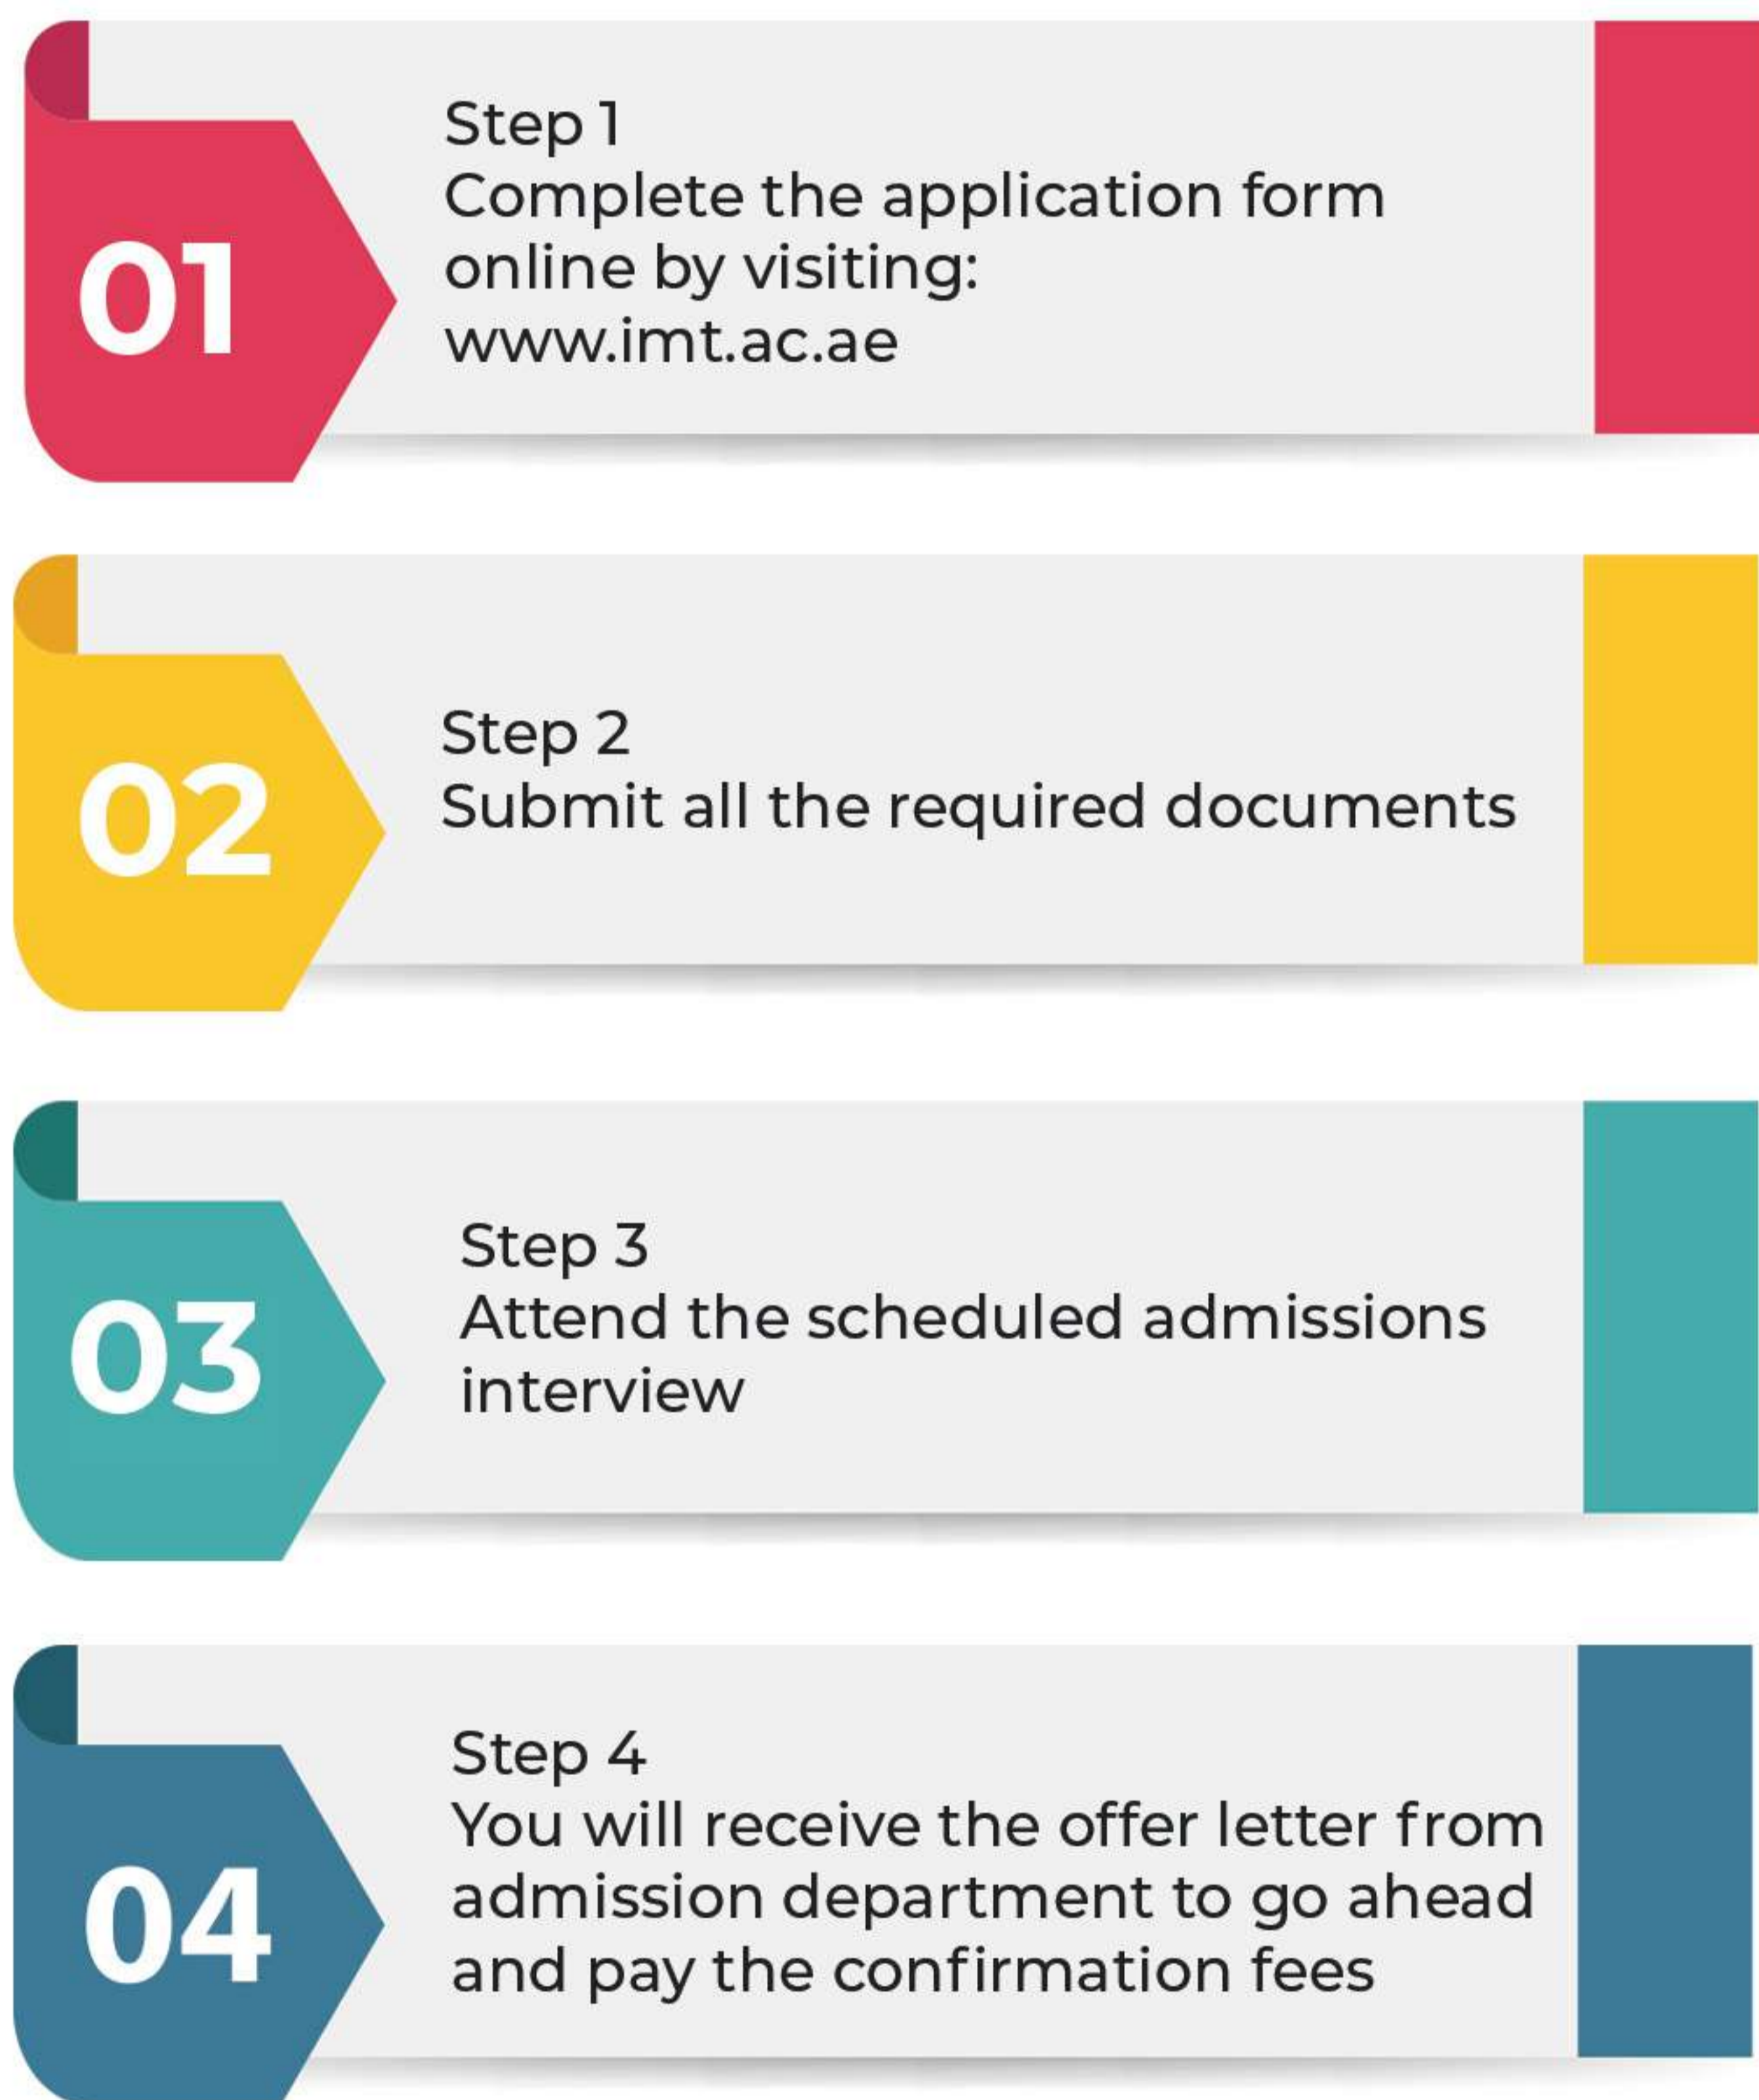 01
Step 1
Complete the application form
online by visiting:
www.imt.ac.ae
02
Step 2
Submit all the required documents
03
Step 3
Attend the scheduled admissions
interview
04
Step 4
You will receive the offer letter from
admission department to go ahead
and pay the confirmation fees